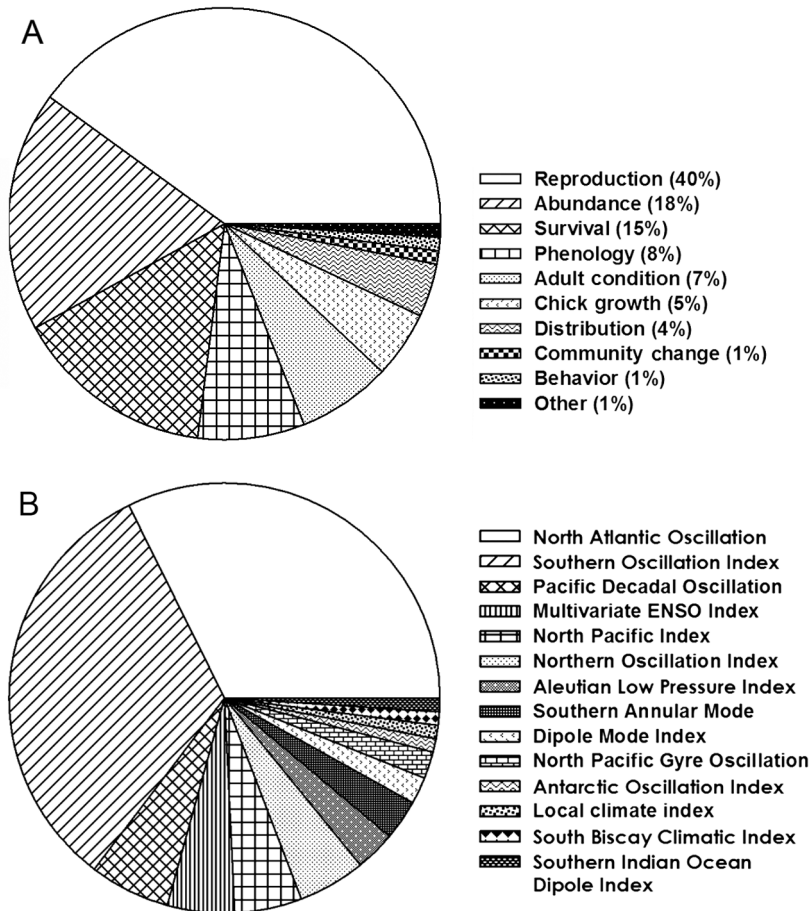 A
Reproduction (40%)
Abundance (18%)
Survival (15%)
Phenology (8%)
Adult condition (7%)
Chick growth (5%)
Distribution (4%)
Community change (1%)
Behavior (1%)
Other (1%)
B
North Atlantic Oscillation
Southern Oscillation Index
Pacific Decadal Oscillation
Multivariate ENSO Index
North Pacific Index
Northern Oscillation Index
Aleutian Low Pressure Index
Southern Annular Mode
Dipole Mode Index
North Pacific Gyre Oscillation
Antarctic Oscillation Index
Local climate index
South Biscay Climatic Index
Southern Indian Ocean
Dipole Index